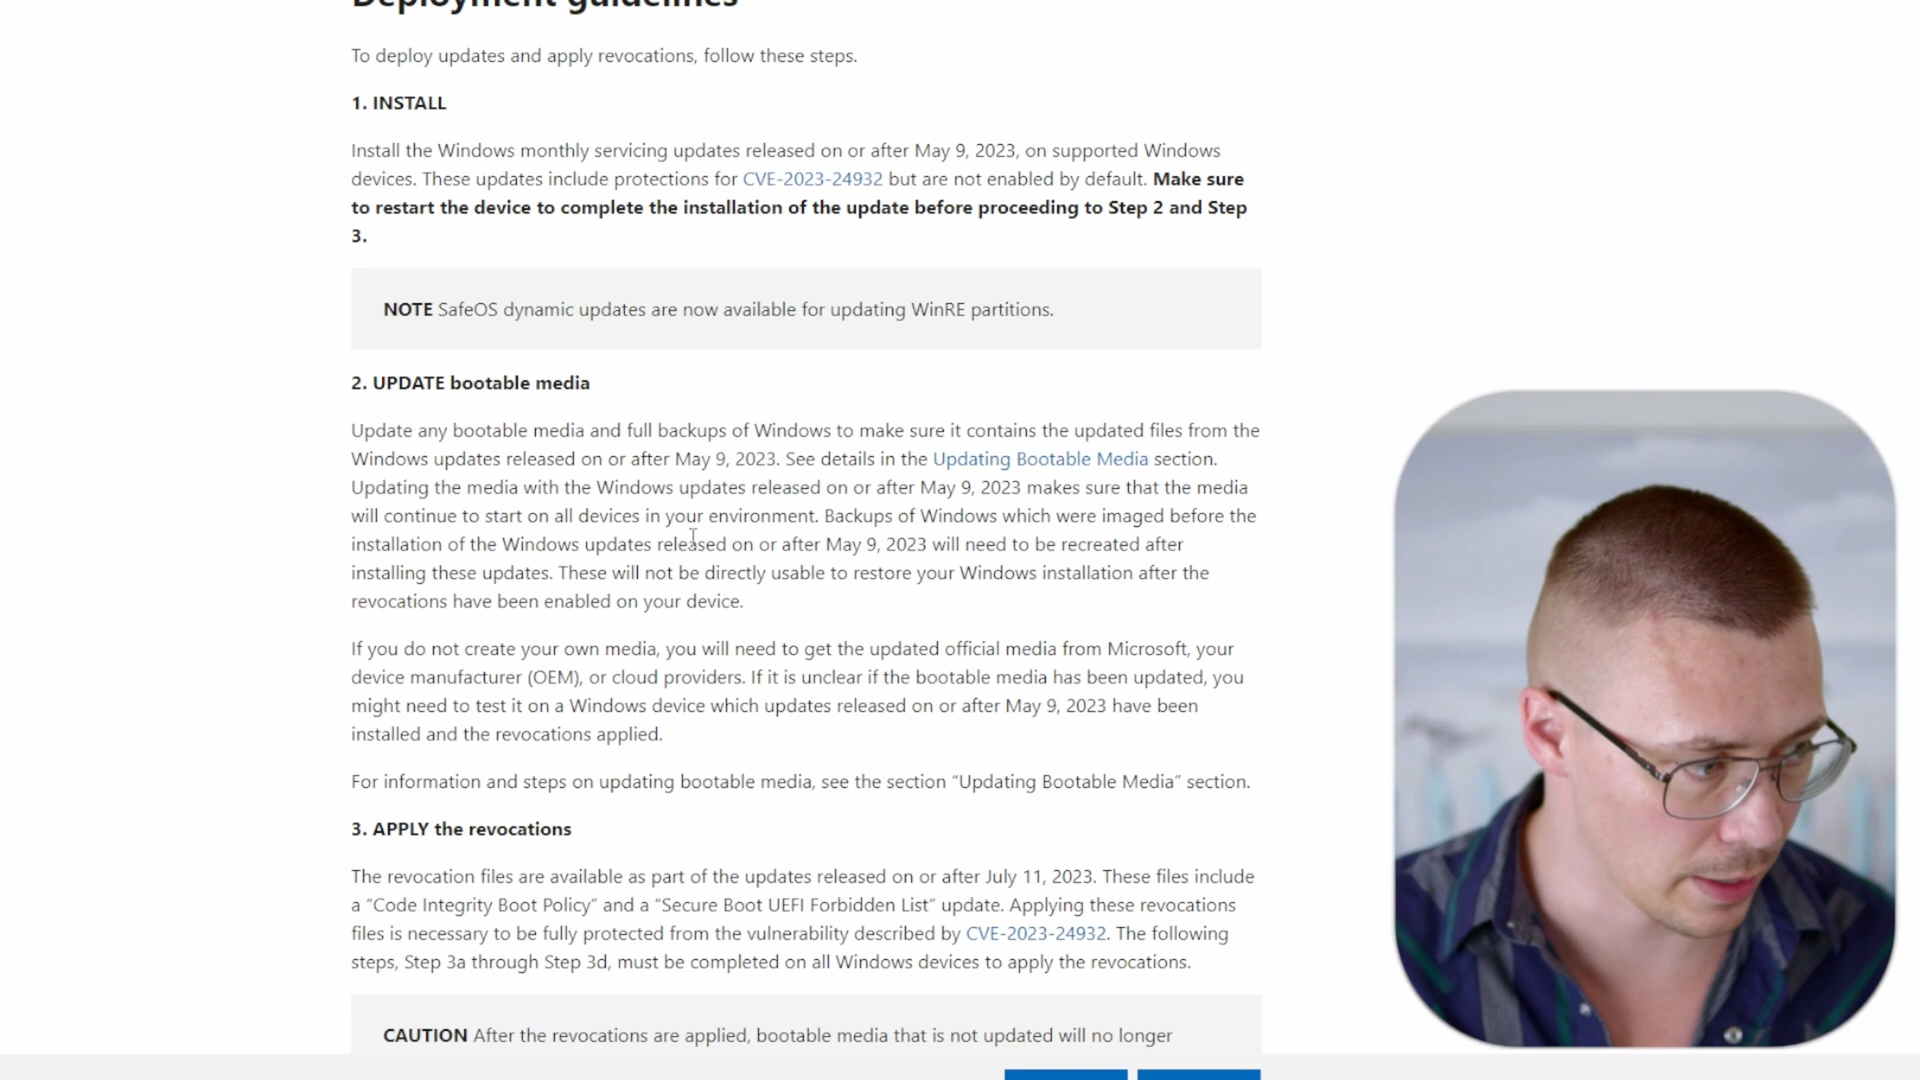 Deployment guidelines
To deploy updates and apply revocations, follow these steps.
1. INSTALL
Install the Windows monthly servicing updates released on or after May 9, 2023, on supported Windows
devices. These updates include protections for CVE-2023-24932 but are not enabled by default. Make sure
to restart the device to complete the installation of the update before proceeding to Step 2 and Step
3.
NOTE SafeOS dynamic updates are now available for updating WinRE partitions.
2. UPDATE bootable media
Update any bootable media and full backups of Windows to make sure it contains the updated files from the
Windows updates released on or after May 9, 2023. See details in the Updating Bootable Media section.
Updating the media with the Windows updates released on or after May 9, 2023 makes sure that the media
will continue to start on all devices in your environment. Backups of Windows which were imaged before the
installation of the Windows updates released on or after May 9, 2023 will need to be recreated after
installing these updates. These will not be directly usable to restore your Windows installation after the
revocations have been enabled on your device.
If you do not create your own media, you will need to get the updated official media from Microsoft, your
device manufacturer (OEM), or cloud providers. If it is unclear if the bootable media has been updated, you
might need to test it on a Windows device which updates released on or after May 9, 2023 have been
installed and the revocations applied.
For information and steps on updating bootable media, see the section “Updating Bootable Media” section.
3. APPLY the revocations
The revocation files are available as part of the updates released on or after July 11, 2023. These files include
a “Code Integrity Boot Policy” and a “Secure Boot UEFI Forbidden List” update. Applying these revocations
files is necessary to be fully protected from the vulnerability described by CVE-2023-24932. The following
steps, Step 3a through Step 3d, must be completed on all Windows devices to apply the revocations.
CAUTION After the revocations are applied, bootable media that is not updated will no longer